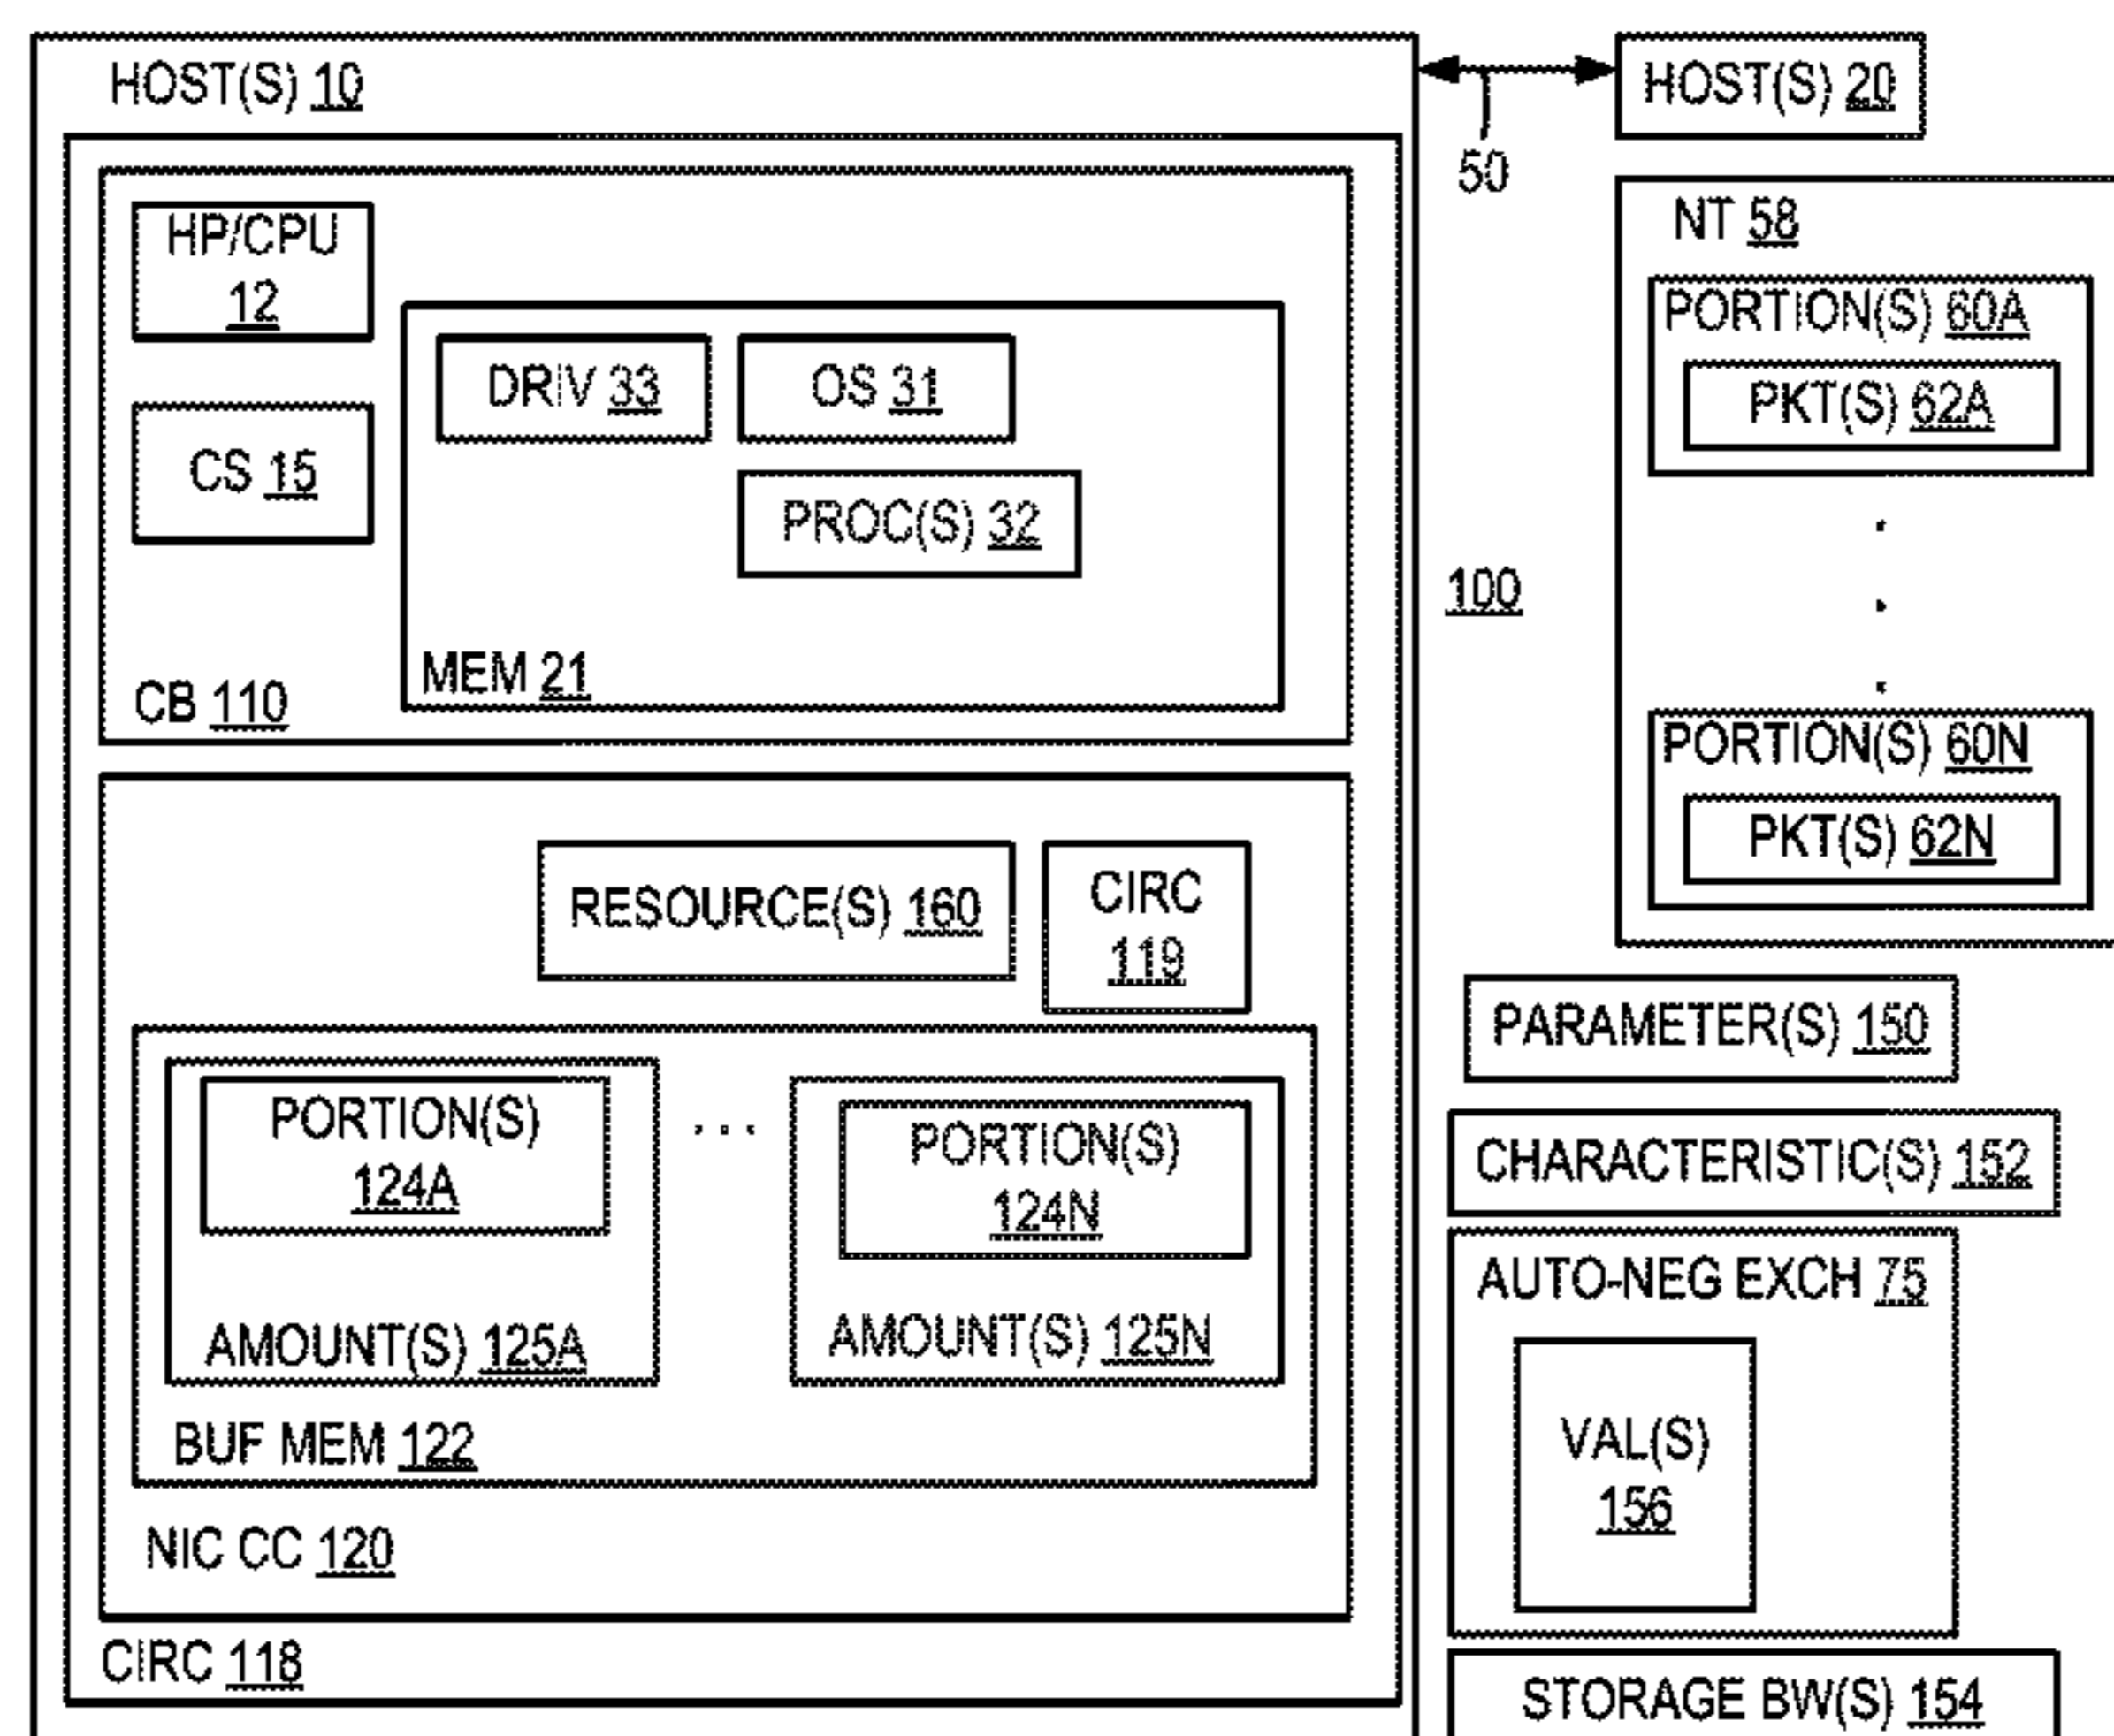 HOST(S) 10
HP/CPU
12
CS 15
DRIV 33
OS 31
PROC(S) 32
MEM 21
CB 110
RESOURCE(S) 160
CIRC
119
PORTION(S)
124A
AMOUNT(S) 125A
. . .
PORTION(S)
124N
AMOUNT(S) 125N
BUF MEM 122
NIC CC 120
CIRC 118
50
HOST(S) 20
100
NT 58
PORTION(S) 60A
PKT(S) 62A
.
.
.
PORTION(S) 60N
PKT(S) 62N
PARAMETER(S) 150
CHARACTERISTIC(S) 152
AUTO-NEG EXCH 75
VAL(S)
156
STORAGE BW(S) 154